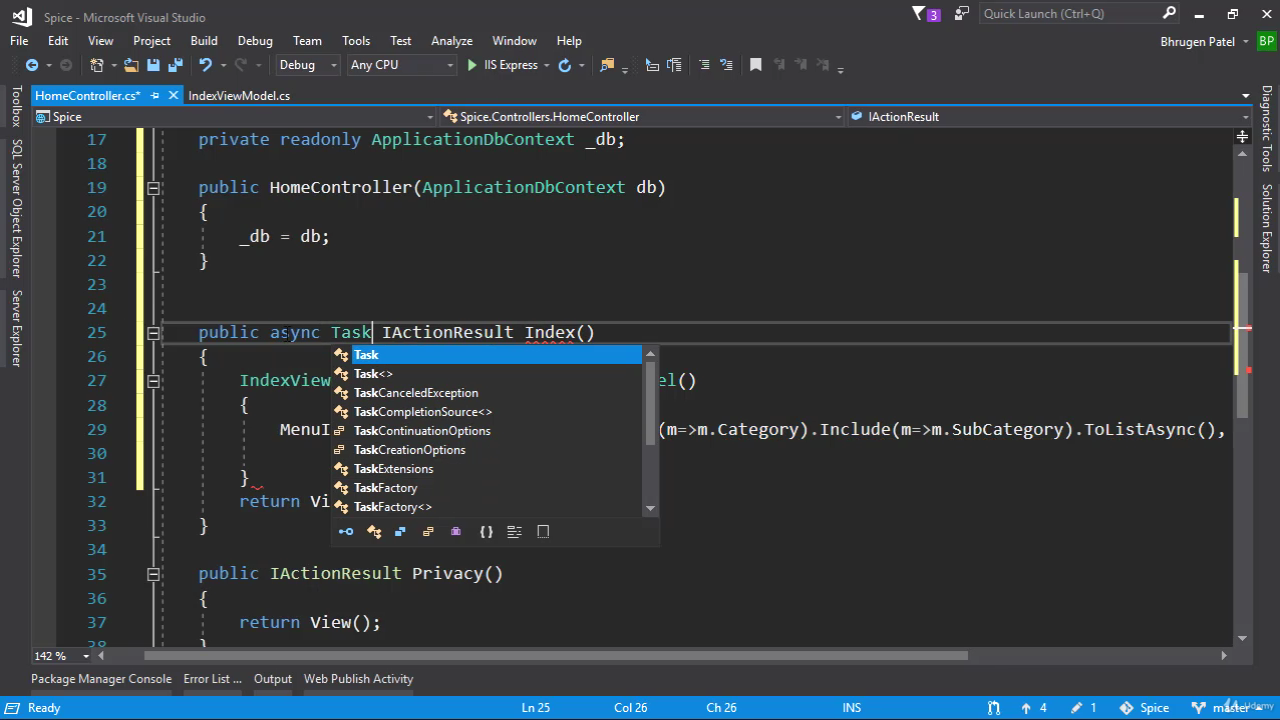 Spice - Microsoft Visual Studio
3
Quick Launch (Ctrl+Q)
File Edit View Project Build Debug Team Tools Test Analyze Window Help
Bhrugen Patel BP
Debug Any CPU IIS Express
HomeController.cs* IndexViewModel.cs
Spice Spice.Controllers.HomeController IActionResult
Toolbox
SQL Server Object Explorer
Server Explorer
Diagnostic Tools
Solution Explorer
17 private readonly ApplicationDbContext _db;
18
19 public HomeController(ApplicationDbContext db)
20 {
21 _db = db;
22 }
23
24
25 public async Task IActionResult Index()
26 {
27 IndexView el()
28 {
29 MenuI (m=>m.Category).Include(m=>m.SubCategory).ToListAsync(),
30
31 }
32 return Vi
33 }
34
35 public IActionResult Privacy()
36 {
37 return View();
38 }
Task
Task<>
TaskCanceledException
TaskCompletionSource<>
TaskContinuationOptions
TaskCreationOptions
TaskExtensions
TaskFactory
TaskFactory<>
142 %
Package Manager Console Error List ... Output Web Publish Activity
Ready Ln 25 Col 26 Ch 26 INS 4 1 Spice master
Udemy